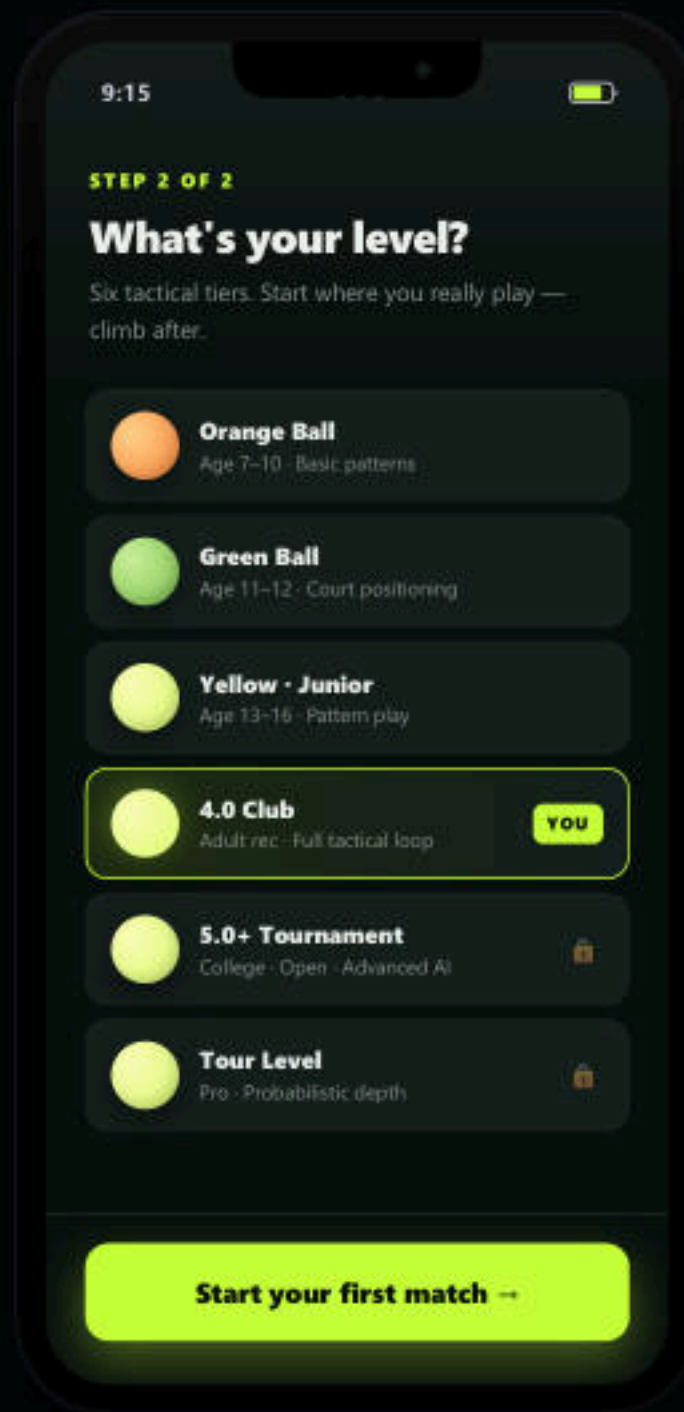 9:15
STEP 2 OF 2
What's your level?
Six tactical tiers. Start where you really play —
climb after.
Orange Ball
Age 7–10 · Basic patterns
Green Ball
Age 11–12 · Court positioning
Yellow · Junior
Age 13–16 · Pattern play
4.0 Club
Adult rec · Full tactical loop
YOU
5.0+ Tournament
College · Open · Advanced AI
Tour Level
Pro · Probabilistic depth
Start your first match →